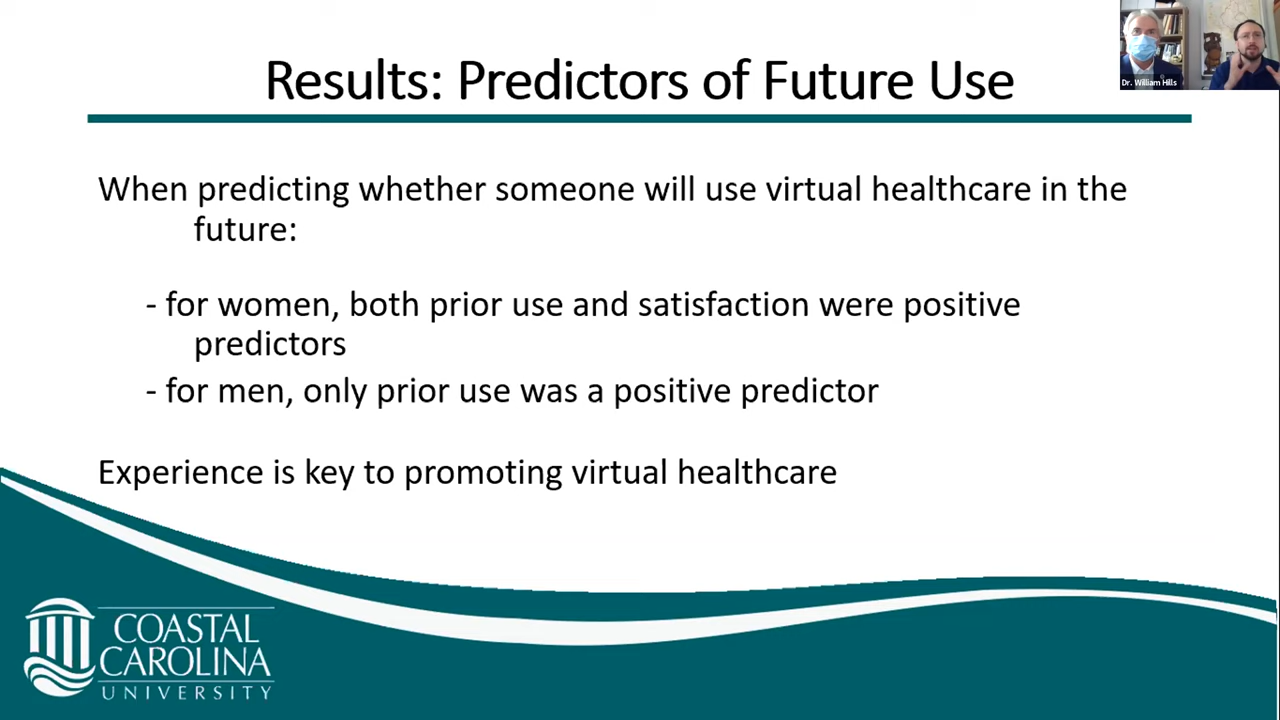 Results: Predictors of Future Use
Dr. William Hills
When predicting whether someone will use virtual healthcare in the
future:
- for women, both prior use and satisfaction were positive
predictors
- for men, only prior use was a positive predictor
Experience is key to promoting virtual healthcare
COASTAL
CAROLINA
UNIVERSITY